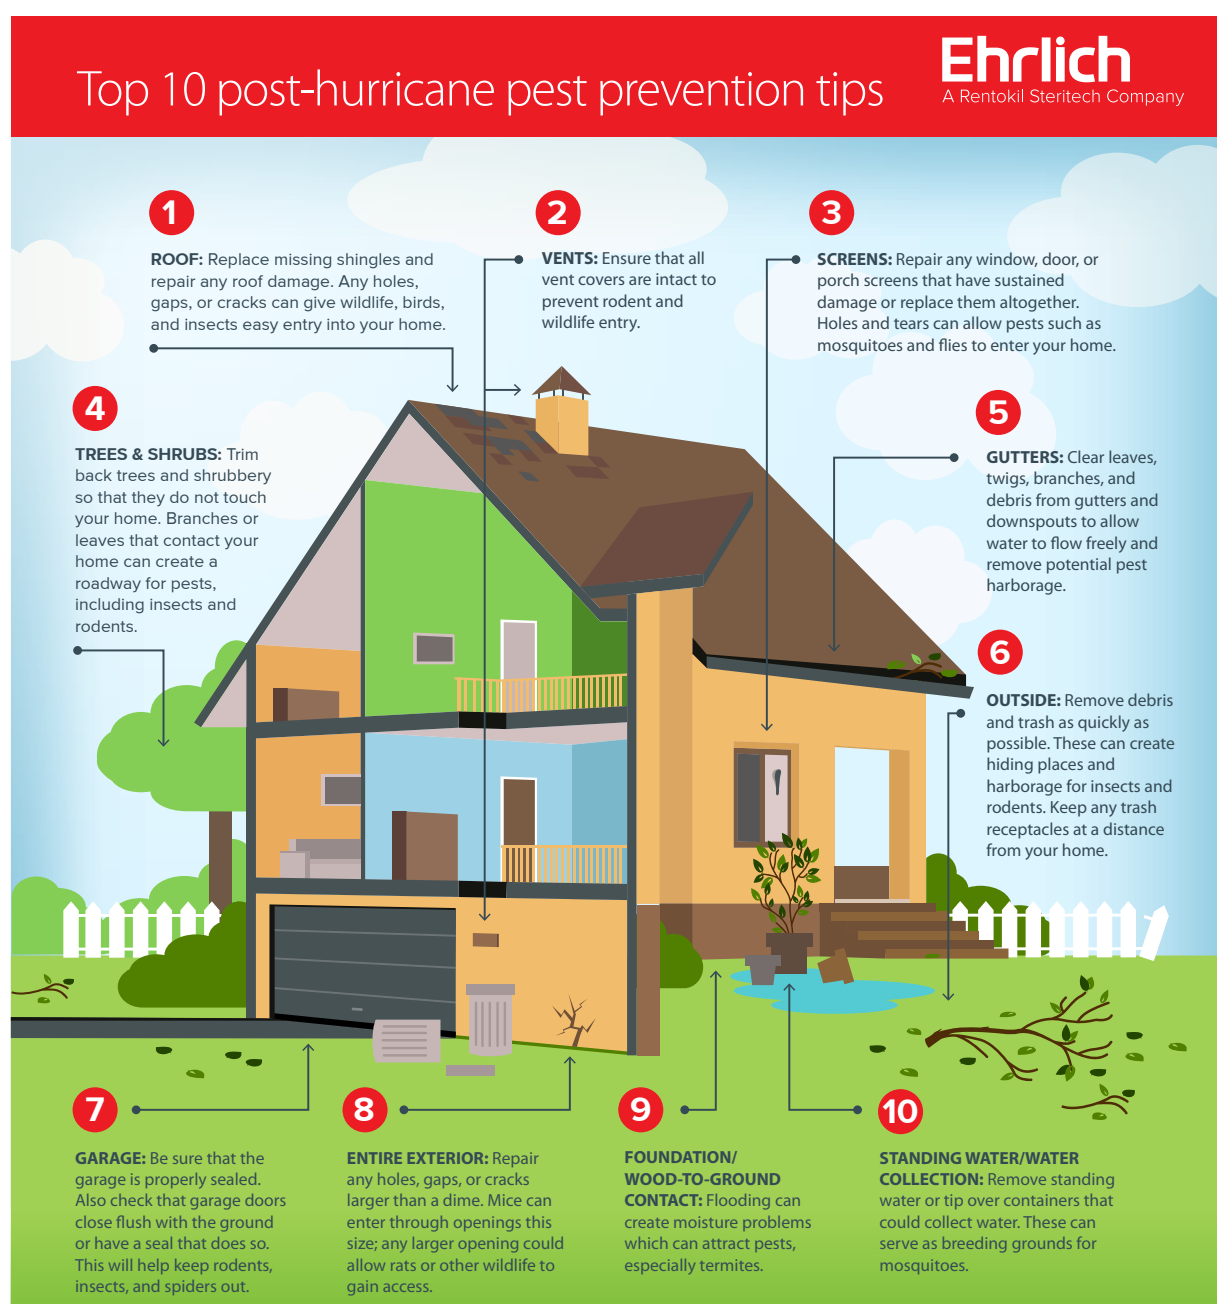 Top 10 post-hurricane pest prevention tips
Ehrlich
A Rentokil Steritech Company
1
ROOF: Replace missing shingles and
repair any roof damage. Any holes,
gaps, or cracks can give wildlife, birds,
and insects easy entry into your home.
2
VENTS: Ensure that all
vent covers are intact to
prevent rodent and
wildlife entry.
3
SCREENS: Repair any window, door, or
porch screens that have sustained
damage or replace them altogether.
Holes and tears can allow pests such as
mosquitoes and flies to enter your home.
4
TREES & SHRUBS: Trim
back trees and shrubbery
so that they do not touch
your home. Branches or
leaves that contact your
home can create a
roadway for pests,
including insects and
rodents.
5
GUTTERS: Clear leaves,
twigs, branches, and
debris from gutters and
downspouts to allow
water to flow freely and
remove potential pest
harborage.
6
OUTSIDE: Remove debris
and trash as quickly as
possible. These can create
hiding places and
harborage for insects and
rodents. Keep any trash
receptacles at a distance
from your home.
7
GARAGE: Be sure that the
garage is properly sealed.
Also check that garage doors
close flush with the ground
or have a seal that does so.
This will help keep rodents,
insects, and spiders out.
8
ENTIRE EXTERIOR: Repair
any holes, gaps, or cracks
larger than a dime. Mice can
enter through openings this
size; any larger opening could
allow rats or other wildlife to
gain access.
9
FOUNDATION/
WOOD-TO-GROUND
CONTACT: Flooding can
create moisture problems
which can attract pests,
especially termites.
10
STANDING WATER/WATER
COLLECTION: Remove standing
water or tip over containers that
could collect water. These can
serve as breeding grounds for
mosquitoes.